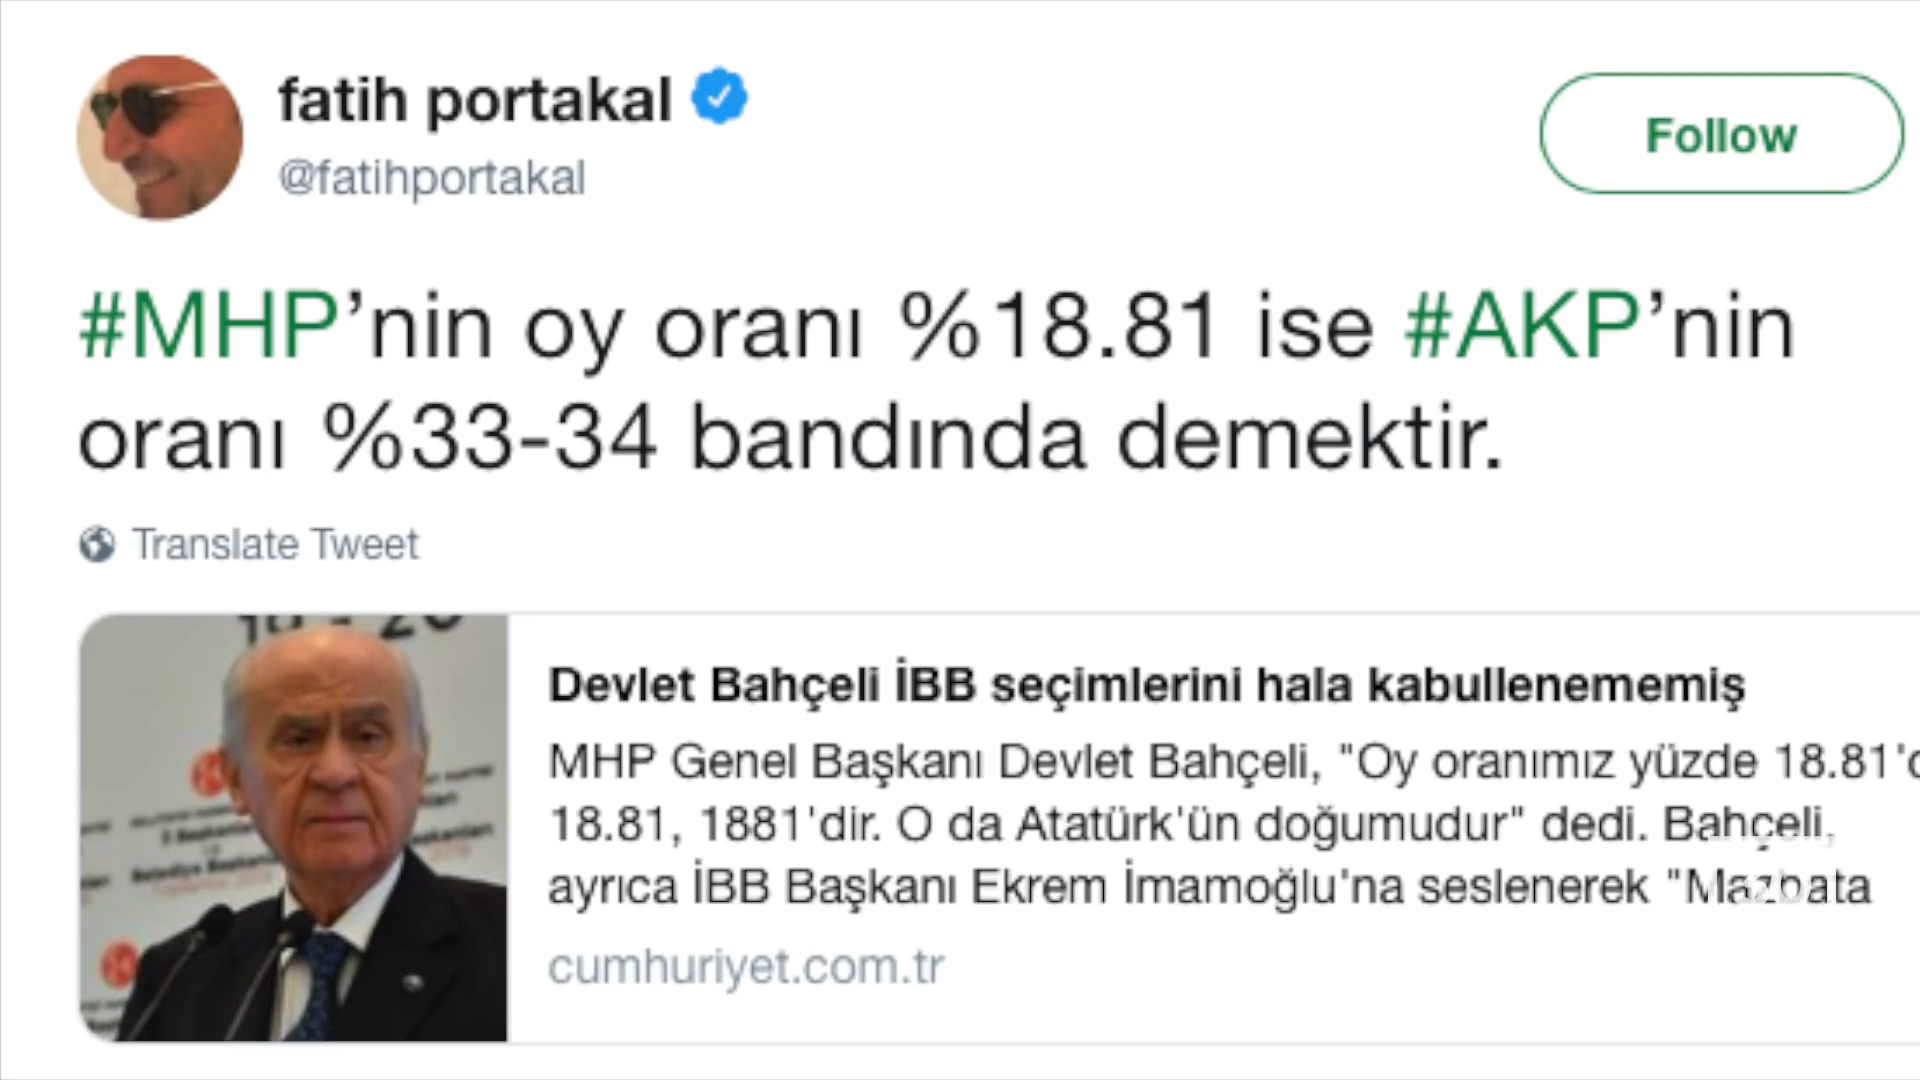 fatih portakal
@fatihportakal
Follow
#MHP’nin oy oranı %18.81 ise #AKP’nin
oranı %33-34 bandında demektir.
Translate Tweet
Devlet Bahçeli İBB seçimlerini hala kabullenememiş
MHP Genel Başkanı Devlet Bahçeli, "Oy oranımız yüzde
18.81, 1881'dir. O da Atatürk'ün doğumudur" dedi. Bahçeli,
ayrıca İBB Başkanı Ekrem İmamoğlu'na seslenerek "Mazbata
cumhuriyet.com.tr